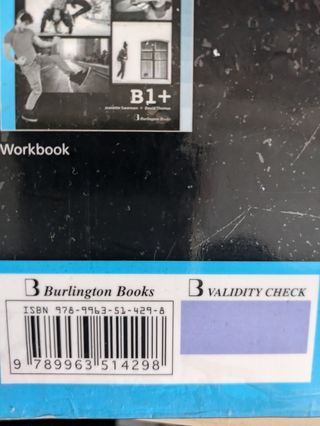 B1+
Jeanette Swarman • David Thomas
B Burlington Books
Workbook
B Burlington Books
B VALIDITY CHECK
ISBN 978-9963-51-429-8
9 789963 514298